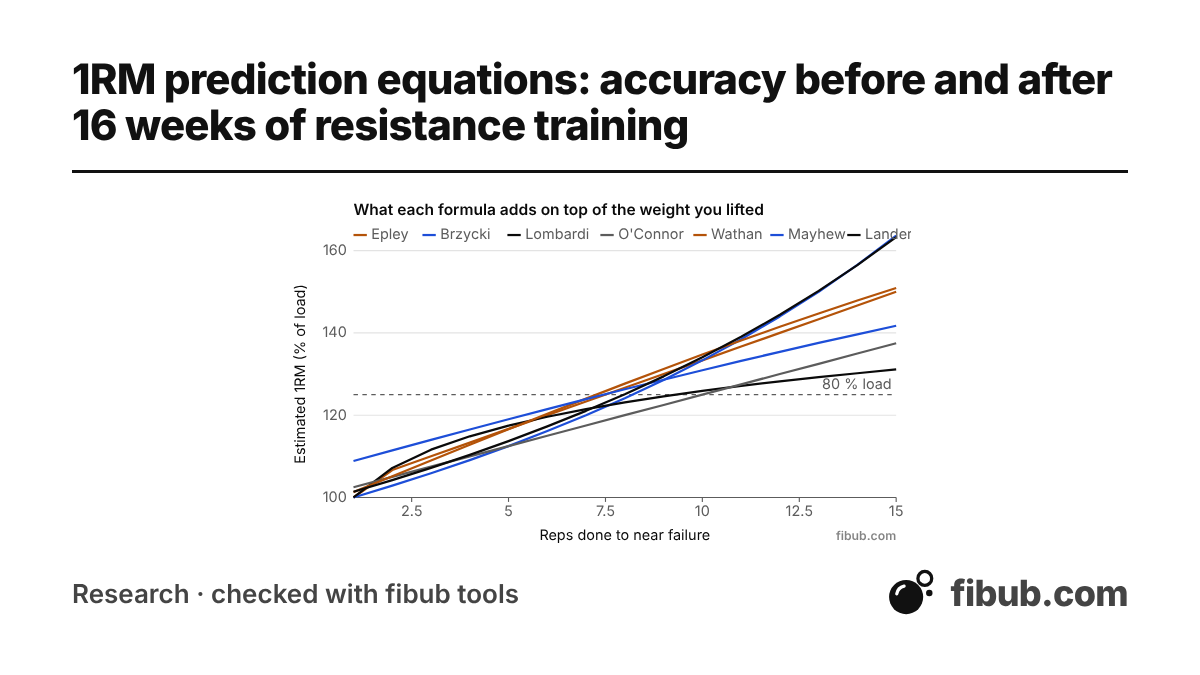 1RM prediction equations: accuracy before and after
16 weeks of resistance training
What each formula adds on top of the weight you lifted
Epley Brzycki Lombardi O'Connor Wathan Mayhew Lander
160
140
120
100
Estimated 1RM (% of load)
80 % load
2.5 5 7.5 10 12.5 15
Reps done to near failure
fibub.com
Research · checked with fibub tools
fibub.com